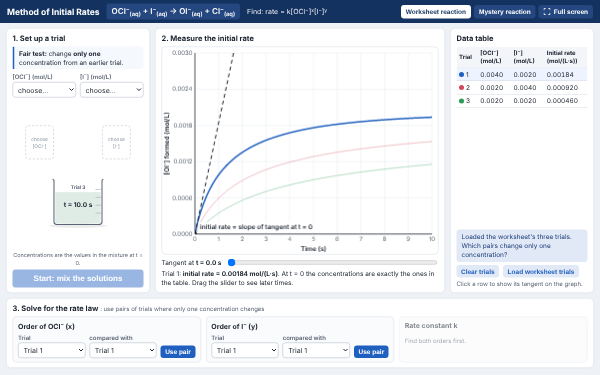 Method of Initial Rates
OCl⁻(aq) + I⁻(aq) → OI⁻(aq) + Cl⁻(aq)
Find: rate = k[OCl⁻]ˣ[I⁻]ʸ
Worksheet reaction
Mystery reaction
Full screen
1. Set up a trial
Fair test: change only one
concentration from an earlier trial.
[OCl⁻] (mol/L)
[I⁻] (mol/L)
choose...
choose...
choose
[OCl⁻]
choose
[I⁻]
Trial 3
t = 10.0 s
Concentrations are the values in the mixture at t =
0.
Start: mix the solutions
2. Measure the initial rate
[OI⁻] formed (mol/L)
0.0030
0.0024
0.0018
0.0012
0.0006
0.0000
initial rate = slope of tangent at t = 0
0 1 2 3 4 5 6 7 8 9 10
Time (s)
Tangent at t = 0.0 s
Trial 1: initial rate = 0.00184 mol/(L·s). At t = 0 the concentrations are exactly the ones in
the table. Drag the slider to see later times.
Data table
Trial [OCl⁻] (mol/L) [I⁻] (mol/L) Initial rate (mol/(L·s))
1 0.0040 0.0020 0.00184
2 0.0020 0.0040 0.000920
3 0.0020 0.0020 0.000460
Loaded the worksheet's three trials.
Which pairs change only one
concentration?
Clear trials
Load worksheet trials
Click a row to show its tangent on the graph.
3. Solve for the rate law : use pairs of trials where only one concentration changes
Order of OCl⁻ (x)
Trial
compared with
Trial 1
Trial 1
Use pair
Order of I⁻ (y)
Trial
compared with
Trial 1
Trial 1
Use pair
Rate constant k
Find both orders first.